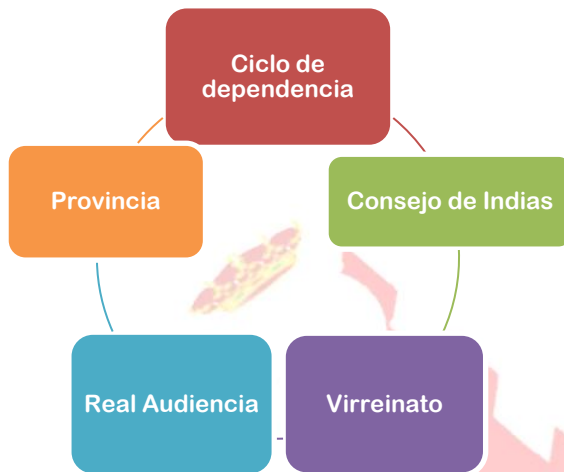 Ciclo de
dependencia
Consejo de Indias
Virreinato
Real Audiencia
Provincia